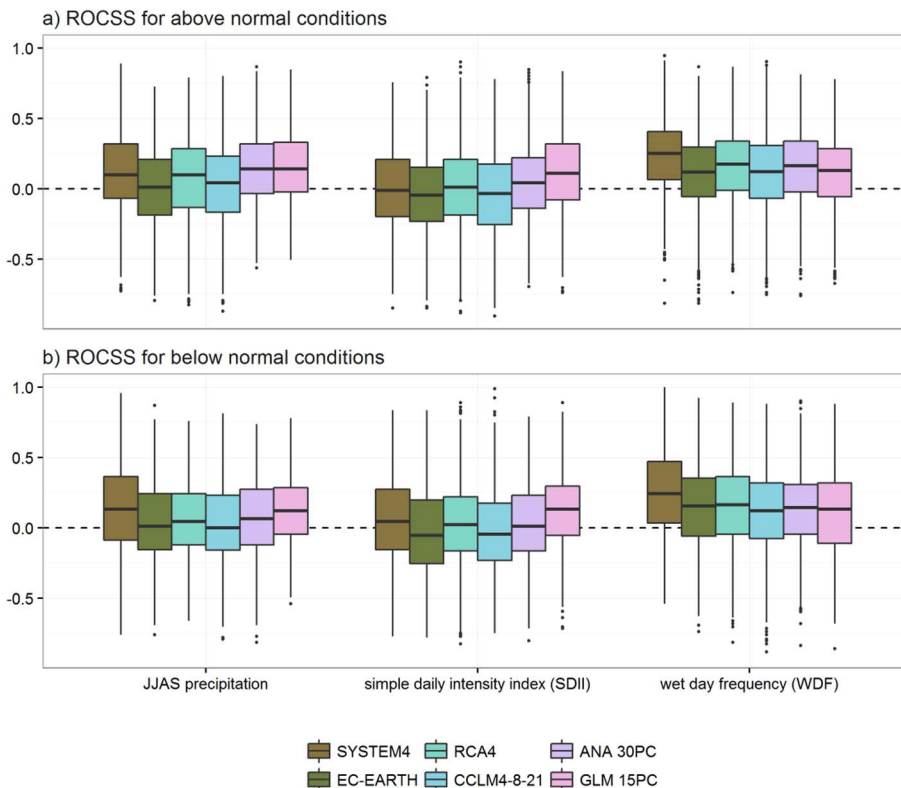 a) ROCSS for above normal conditions
1.0
0.5
0.0
-0.5
b) ROCSS for below normal conditions
1.0
0.5
0.0
-0.5
JJAS precipitation simple daily intensity index (SDII) wet day frequency (WDF)
SYSTEM4 RCA4 ANA 30PC
EC-EARTH CCLM4-8-21 GLM 15PC